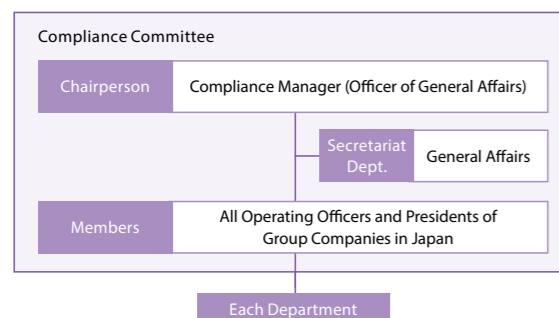 Compliance Committee
Chairperson
Compliance Manager (Officer of General Affairs)
Secretariat
Dept.
General Affairs
Members
All Operating Officers and Presidents of
Group Companies in Japan
Each Department